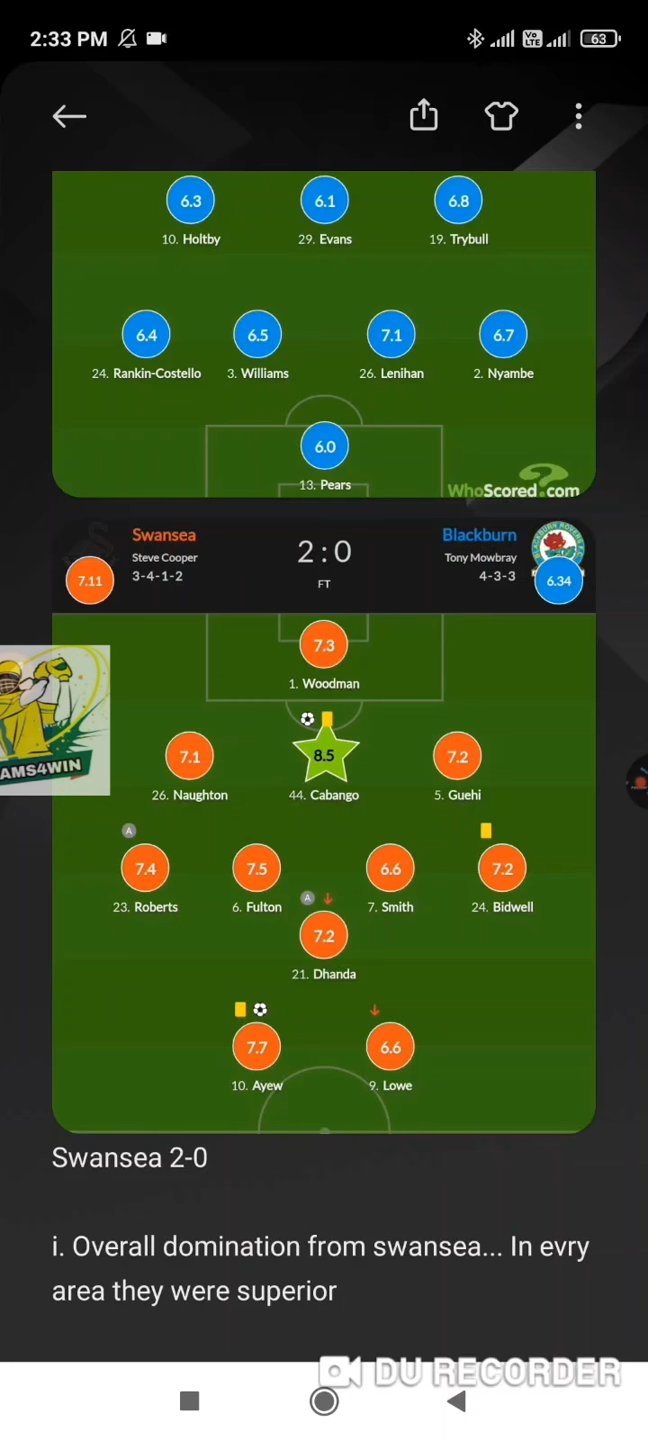 2:33 PM
Vo LTE
63
6.3 6.1 6.8
10. Holtby 29. Evans 19. Trybull
6.4 6.5 7.1 6.7
24. Rankin-Costello 3. Williams 26. Lenihan 2. Nyambe
6.0
13. Pears
WhoScored.com
Swansea 2:0 Blackburn
Steve Cooper Tony Mowbray
3-4-1-2 FT 4-3-3
7.11 6.34
7.3
1. Woodman
7.1 8.5 7.2
26. Naughton 44. Cabango 5. Guehi
AMS4WIN
A
7.4 7.5 6.6 7.2
23. Roberts 6. Fulton 7. Smith 24. Bidwell
A
7.2
21. Dhanda
7.7 6.6
10. Ayew 9. Lowe
Swansea 2-0
i. Overall domination from swansea... In evry
area they were superior
DU RECORDER